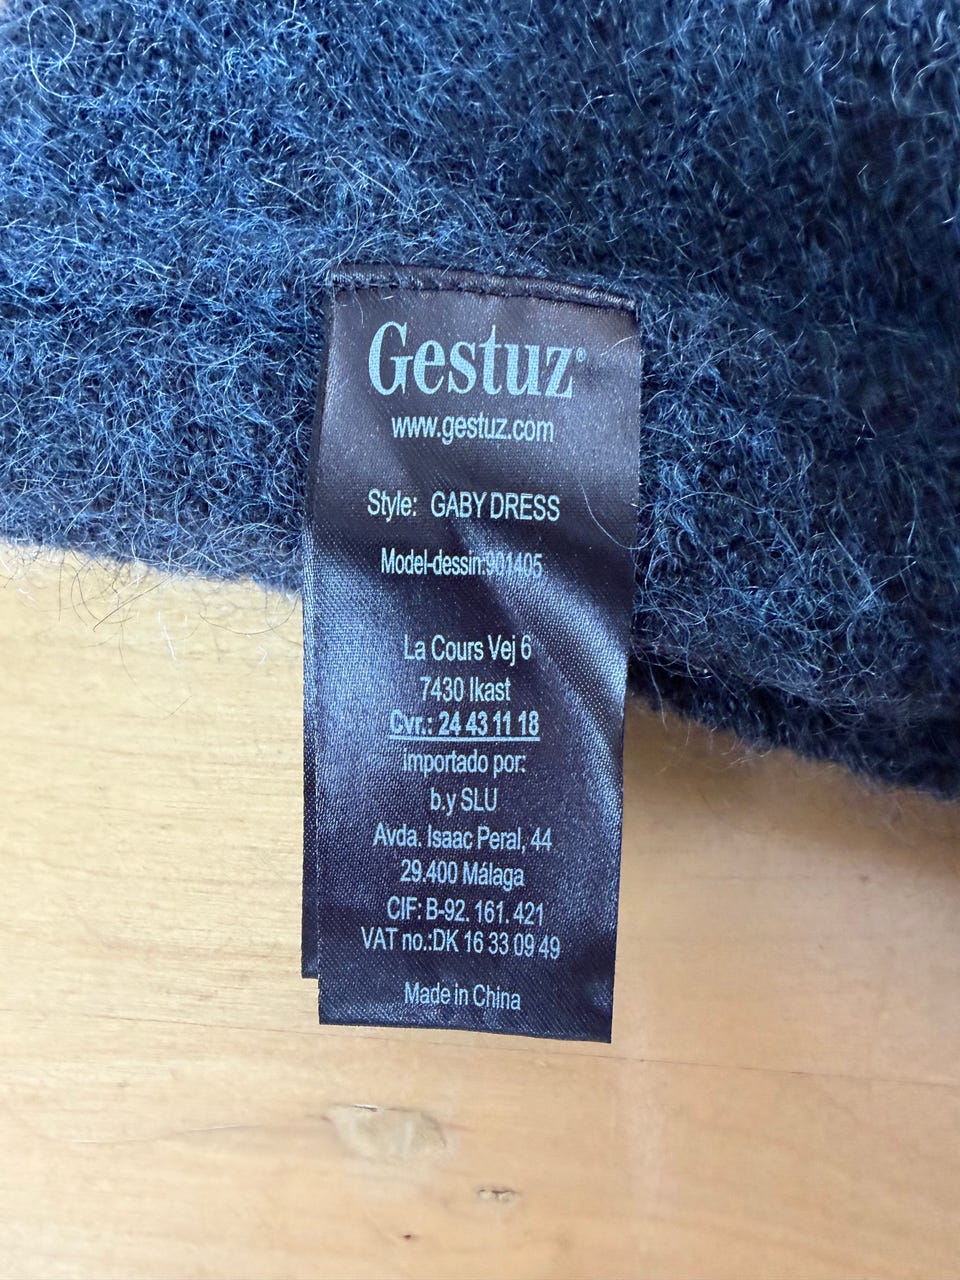 Gestuz®
www.gestuz.com
Style: GABY DRESS
Model-dessin:901405
La Cours Vej 6
7430 Ikast
Cvr.: 24 43 11 18
importado por:
b.y SLU
Avda. Isaac Peral, 44
29.400 Málaga
CIF: B-92. 161. 421
VAT no.:DK 16 33 09 49
Made in China